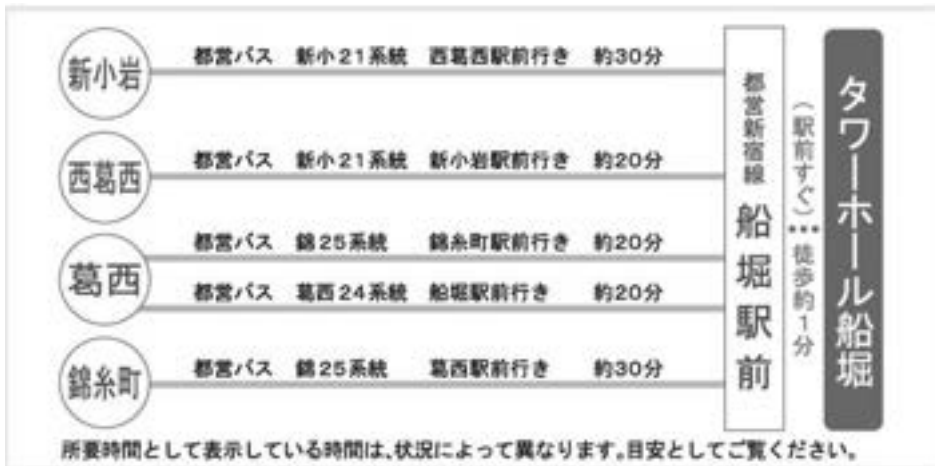 新小岩
都営バス 新小21系統 西葛西駅前行き 約30分
西葛西
都営バス 新小21系統 新小岩駅前行き 約20分
葛西
都営バス 錦25系統 錦糸町駅前行き 約20分
都営バス 葛西24系統 船堀駅前行き 約20分
錦糸町
都営バス 錦25系統 葛西駅前行き 約30分
都営新宿線 船堀駅前
(駅前すぐ)…徒歩約1分
タワーホール船堀
所要時間として表示している時間は、状況によって異なります。目安としてご覧ください。